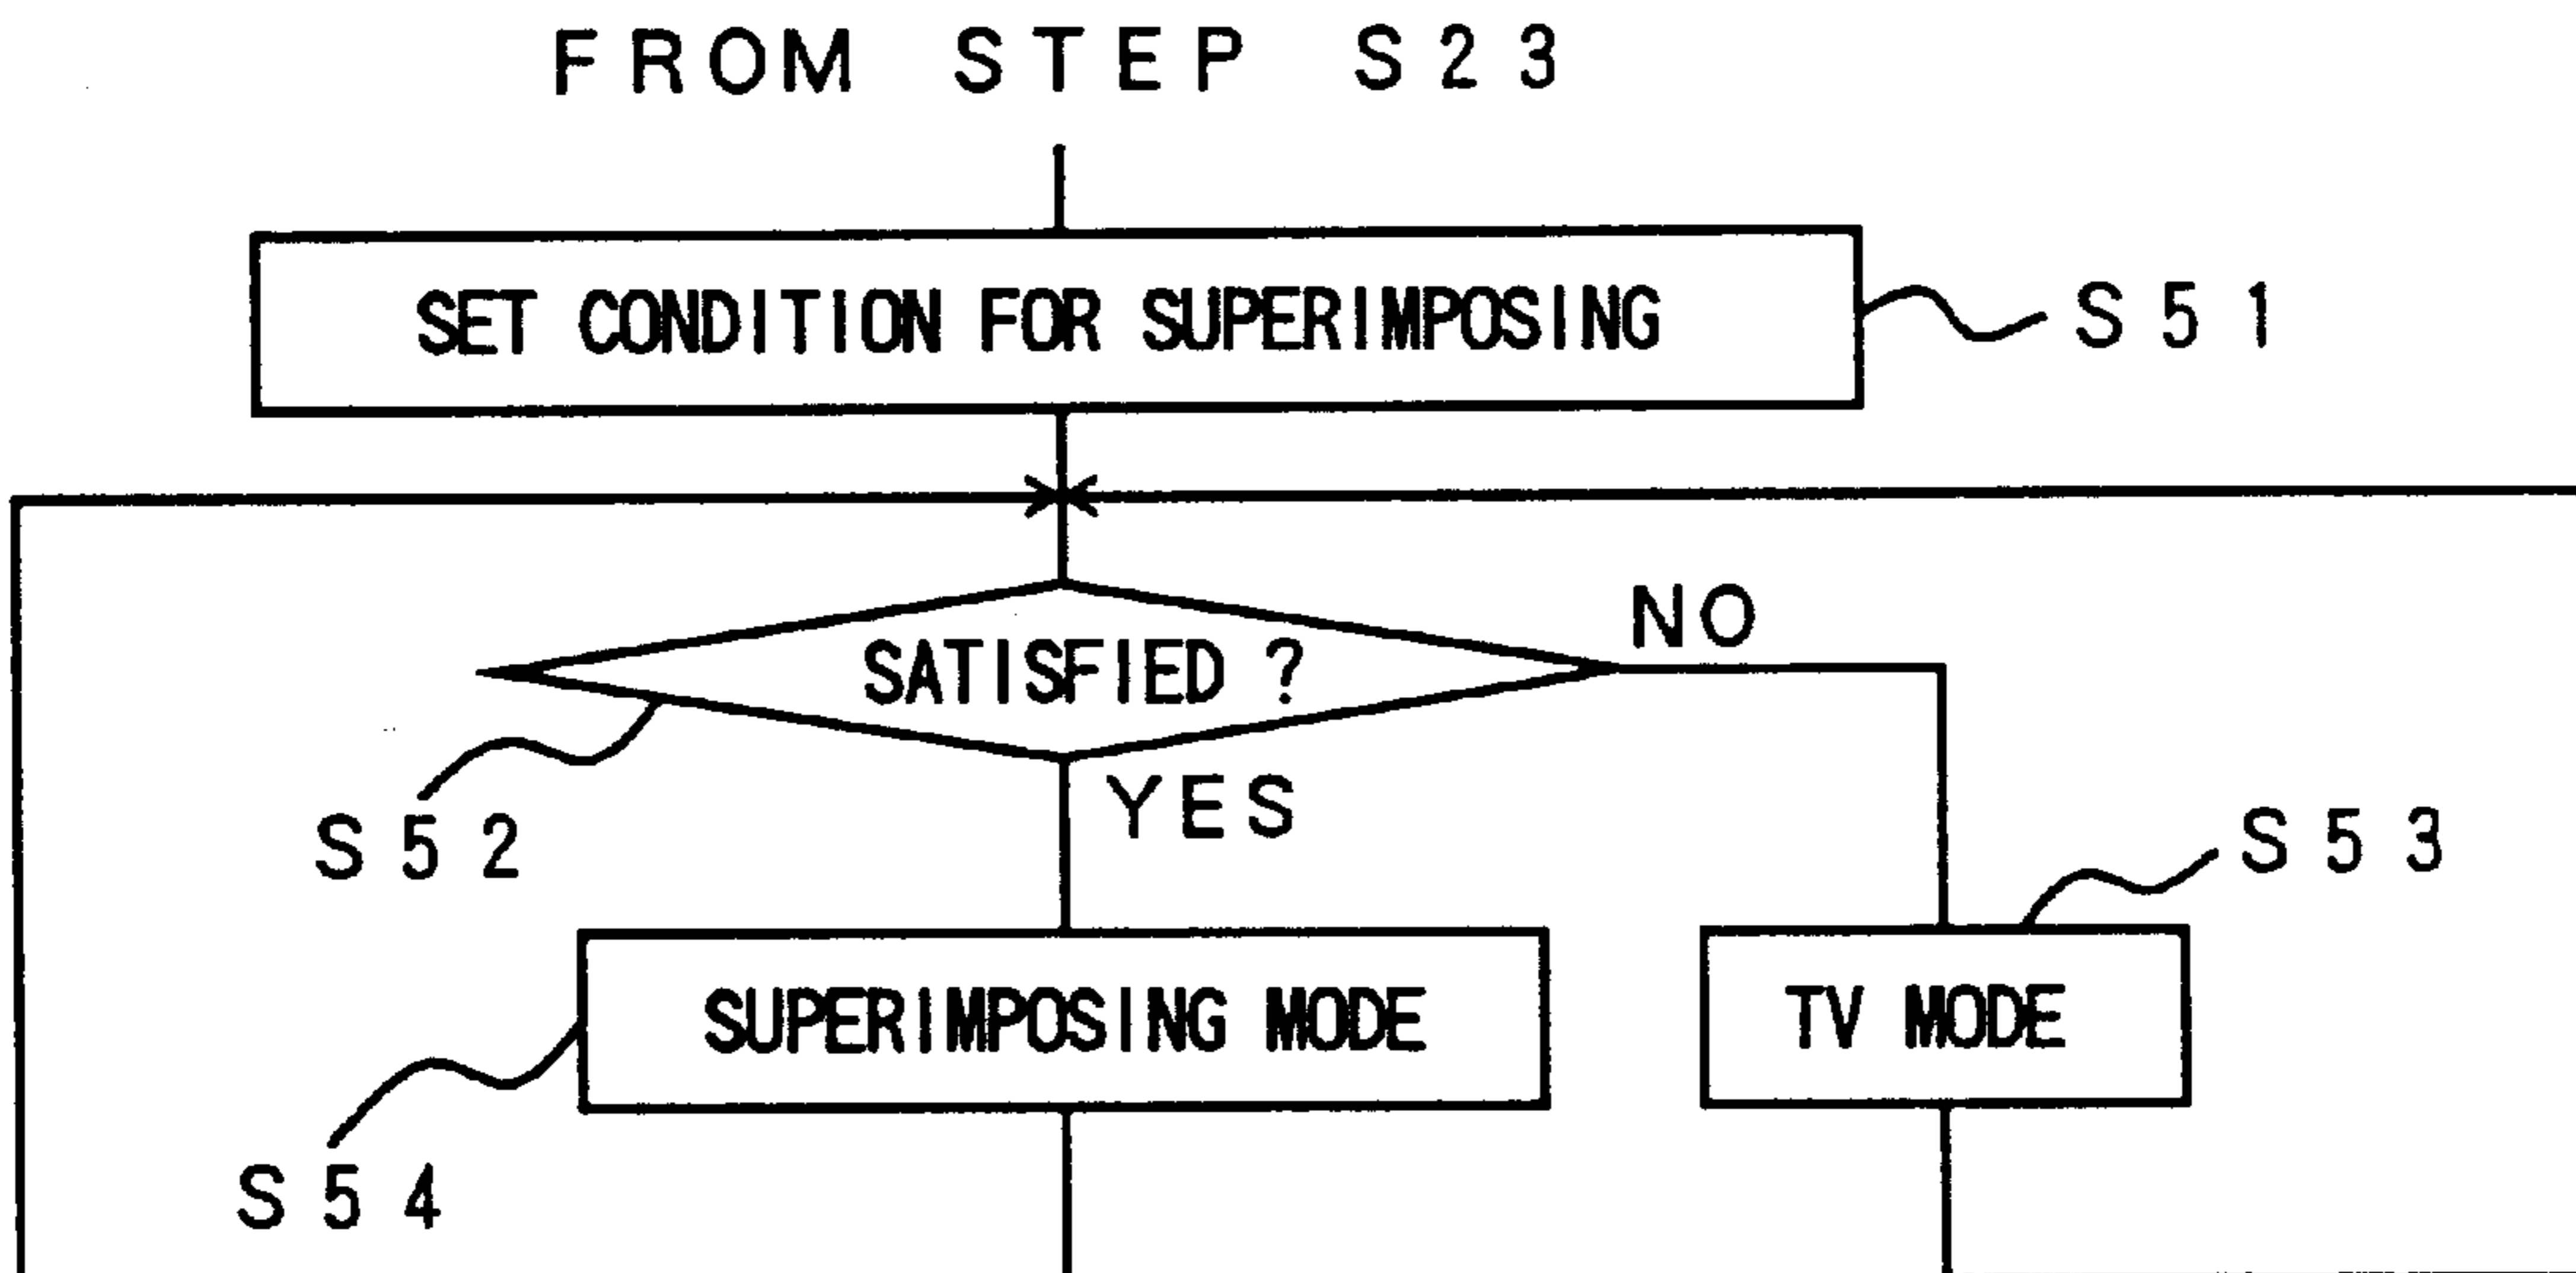 FROM STEP S23
SET CONDITION FOR SUPERIMPOSING
S51
NO
SATISFIED ?
YES
S52
S53
SUPERIMPOSING MODE
TV MODE
S54